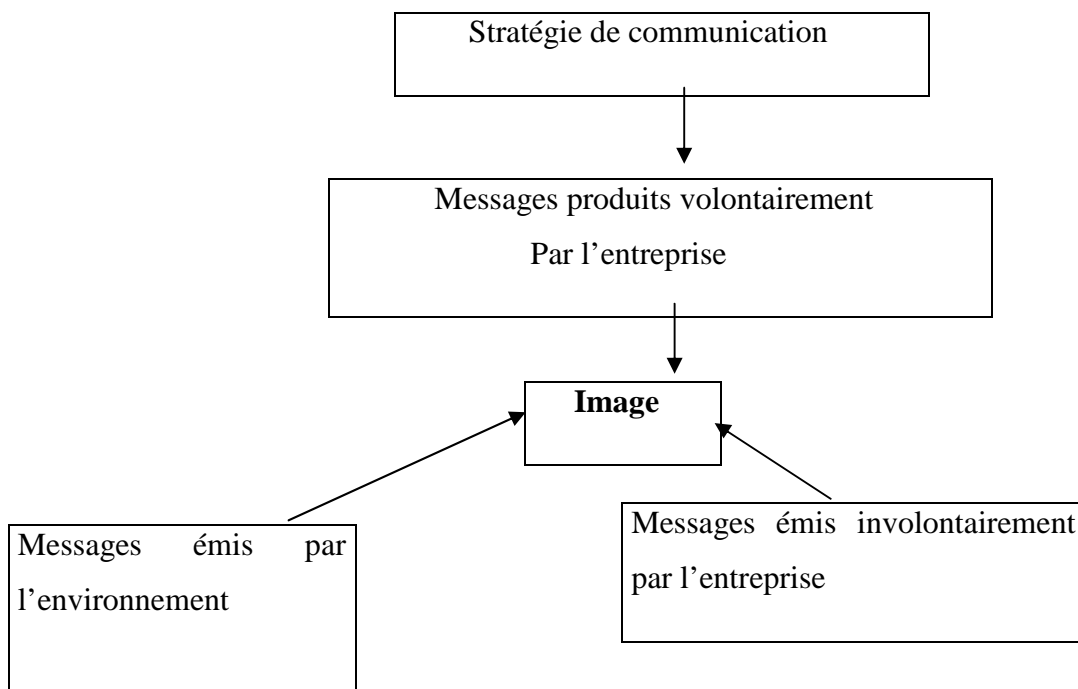 Stratégie de communication
Messages produits volontairement
Par l’entreprise
Image
Messages émis par
l’environnement
Messages émis involontairement
par l’entreprise